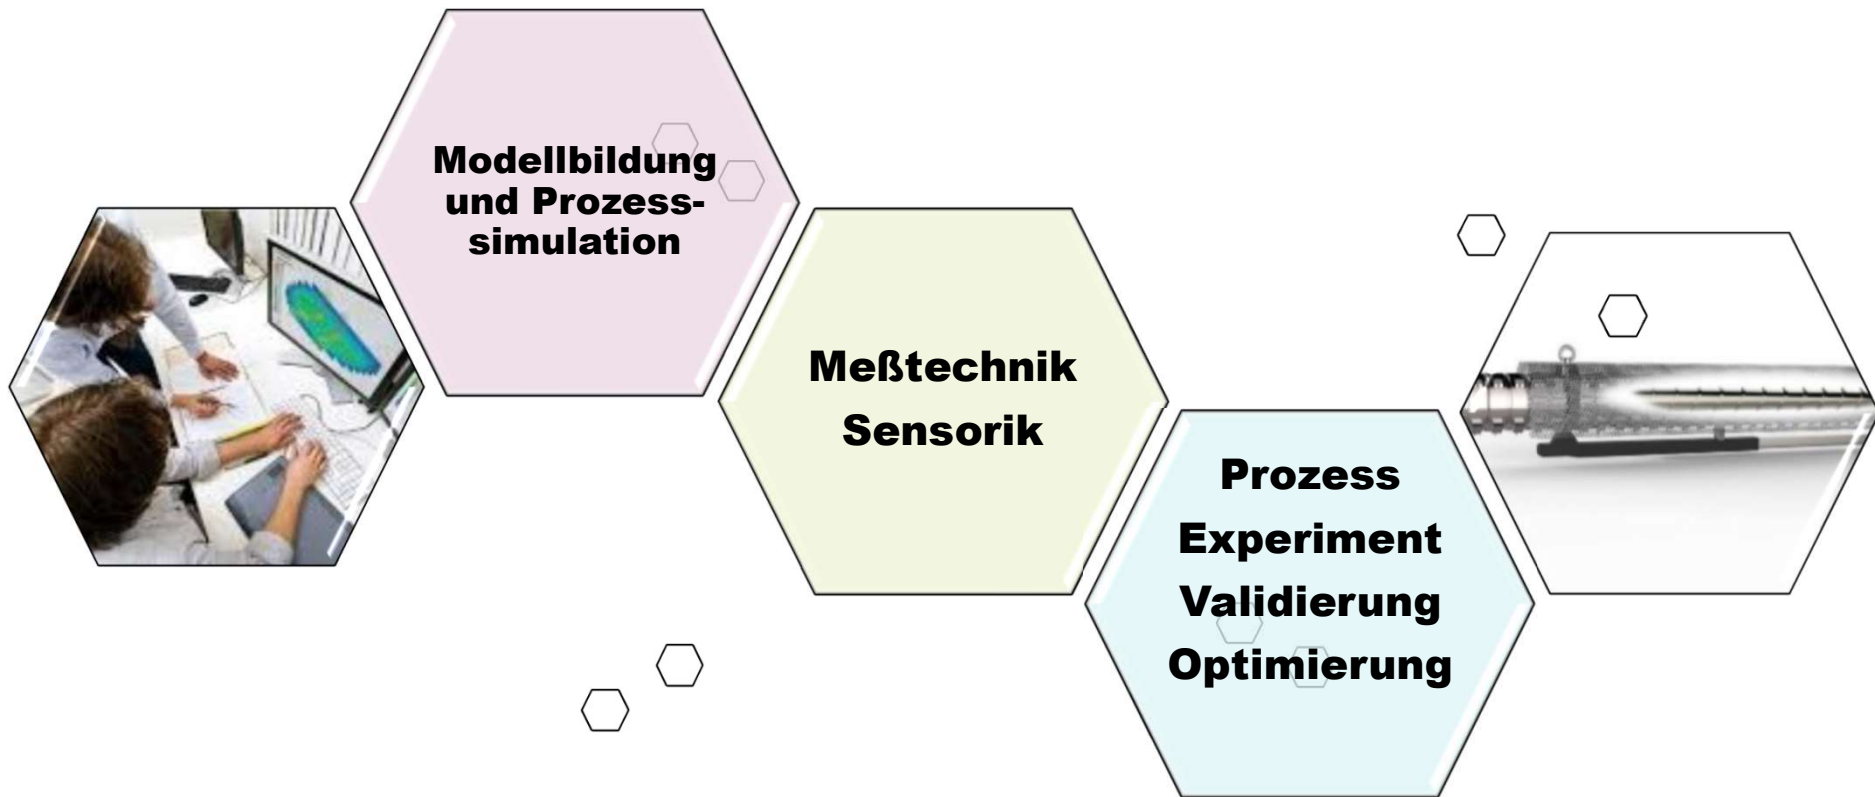 Modellbildung
und Prozess-
simulation
Meßtechnik
Sensorik
Prozess
Experiment
Validierung
Optimierung